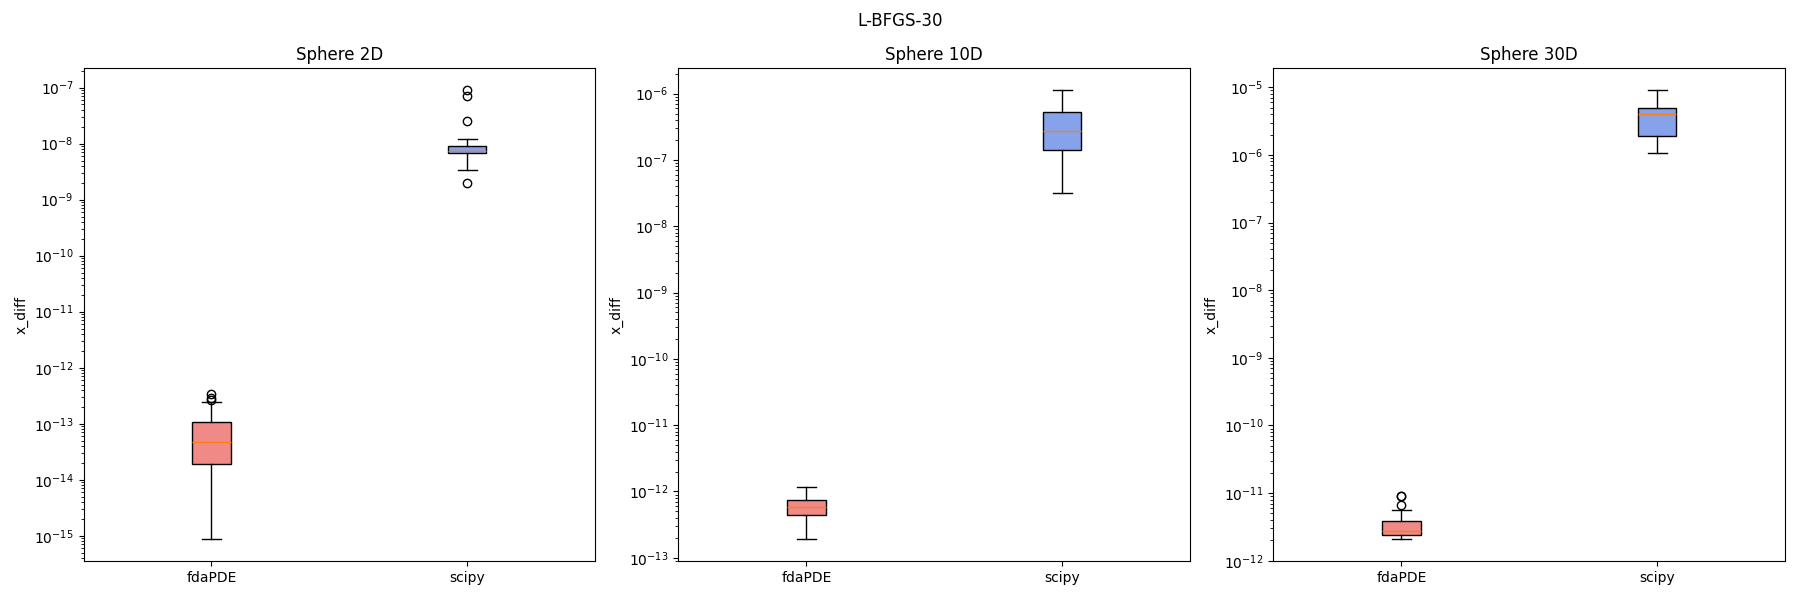 L-BFGS-30
Sphere 2D
10⁻⁷
10⁻⁸
10⁻⁹
10⁻¹⁰
10⁻¹¹
10⁻¹²
10⁻¹³
10⁻¹⁴
10⁻¹⁵
x_diff
fdaPDE
scipy
Sphere 10D
10⁻⁶
10⁻⁷
10⁻⁸
10⁻⁹
10⁻¹⁰
10⁻¹¹
10⁻¹²
10⁻¹³
x_diff
fdaPDE
scipy
Sphere 30D
10⁻⁵
10⁻⁶
10⁻⁷
10⁻⁸
10⁻⁹
10⁻¹⁰
10⁻¹¹
10⁻¹²
x_diff
fdaPDE
scipy